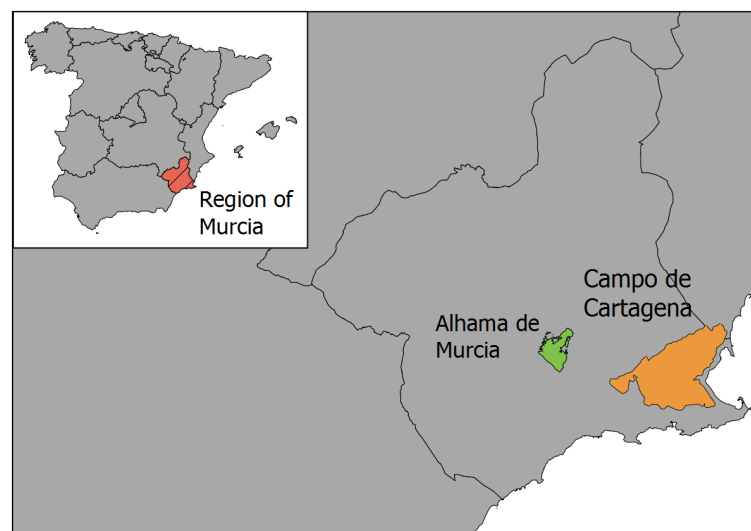 Region of
Murcia
Campo de
Cartagena
Alhama de
Murcia